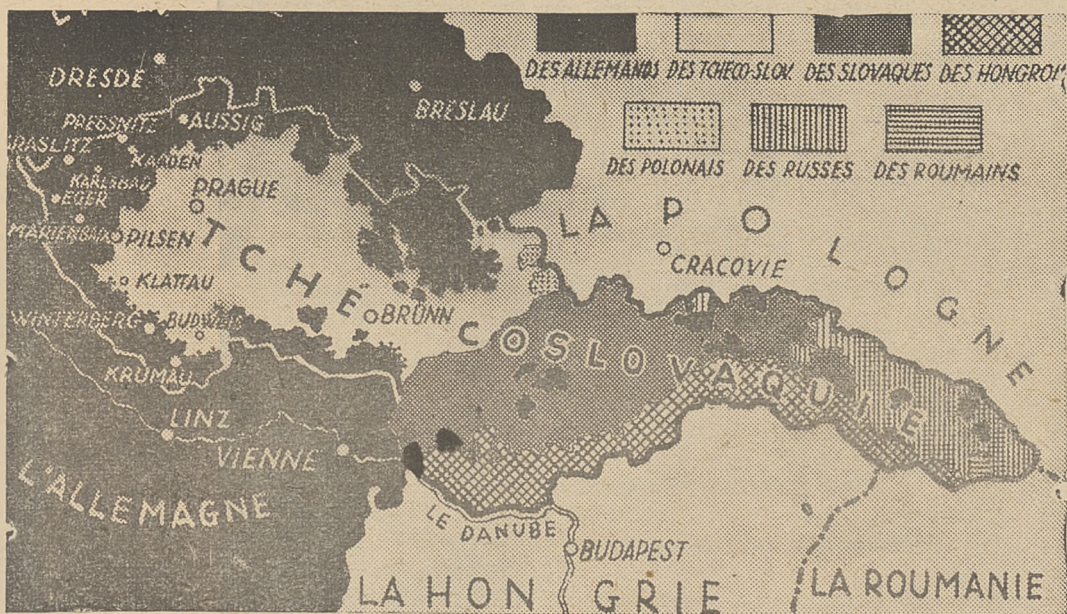 DES ALLEMANDS DES TCHECO-SLOV. DES SLOVAQUES DES HONGROI
DES POLONAIS DES RUSSES DES ROUMAINS
DRESDE
BRESLAU
PRESSNITZ
AUSSIG
RASLITZ
KAADEN
KARLSBAD
EGER
PRAGUE
MARIENBAD
PILSEN
KLATTAU
WINTERBERG
BUDWEIS
KRUMAU
BRÜNN
LINZ
VIENNE
CRACOVIE
LA POLOGNE
TCHÉCOSLOVAQUIE
L'ALLEMAGNE
LE DANUBE
BUDAPEST
LA HONGRIE
LA ROUMANIE